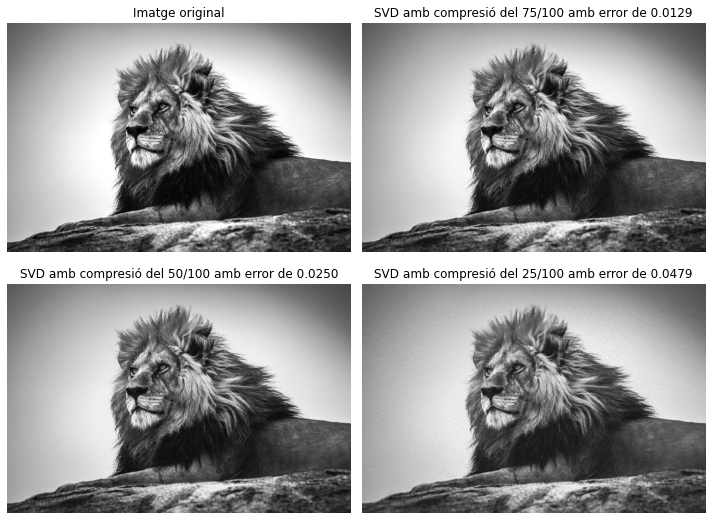 Imatge original
SVD amb compresió del 75/100 amb error de 0.0129
SVD amb compresió del 50/100 amb error de 0.0250
SVD amb compresió del 25/100 amb error de 0.0479